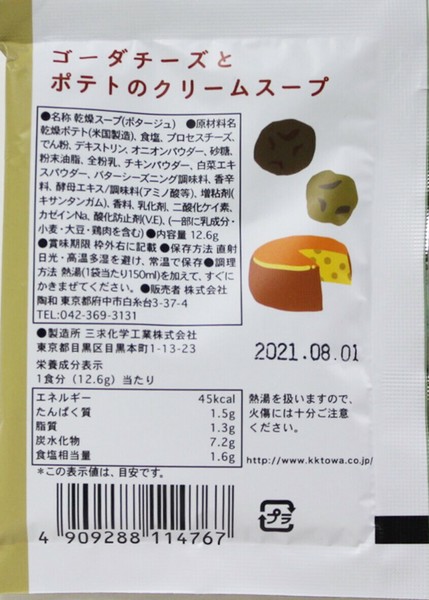 ゴーダチーズと
ポテトのクリームスープ
●名称 乾燥スープ(ポタージュ) ●原材料名
乾燥ポテト(米国製造)、食塩、プロセスチーズ、
でん粉、デキストリン、オニオンパウダー、砂糖、
粉末油脂、全粉乳、チキンパウダー、白菜エキ
スパウダー、バターシーズニング調味料、香辛
料、酵母エキス/調味料(アミノ酸等)、増粘剤(
キサンタンガム)、香料、乳化剤、二酸化ケイ素、
カゼインNa、酸化防止剤(V.E)、(一部に乳成分・
小麦・大豆・鶏肉を含む) ●内容量 12.6g
●賞味期限 枠外右に記載 ●保存方法 直射
日光・高温多湿を避け、常温で保存 ●調理
方法 熱湯(1袋当たり150ml)を加えて、すぐに
かきまぜてください。 ●販売者 株式会社
陶和 東京都府中市白糸台3-37-4
TEL:042-369-3131
●製造所 三求化学工業株式会社
東京都目黒区目黒本町1-13-23
2021.08.01
栄養成分表示
1食分(12.6g)当たり
エネルギー 45kcal
たんぱく質 1.5g
脂質 1.3g
炭水化物 7.2g
食塩相当量 1.6g
*この表示値は、目安です。
熱湯を扱いますので、
火傷には十分ご注意
ください。
http://www.kktowa.co.jp/
プラ
4 909288 114767